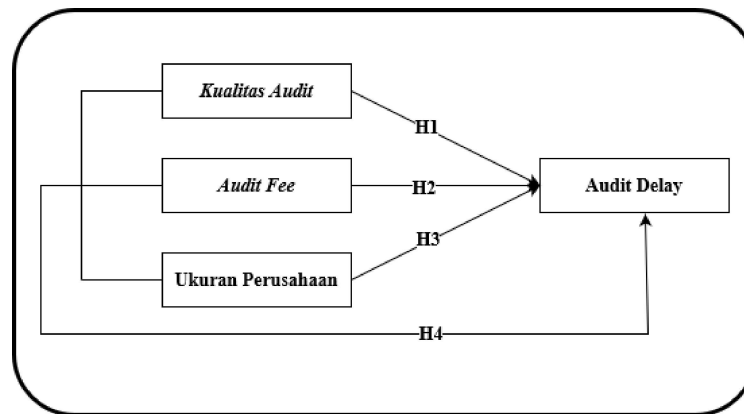 Kualitas Audit
H1
Audit Fee
H2
Audit Delay
H3
Ukuran Perusahaan
H4